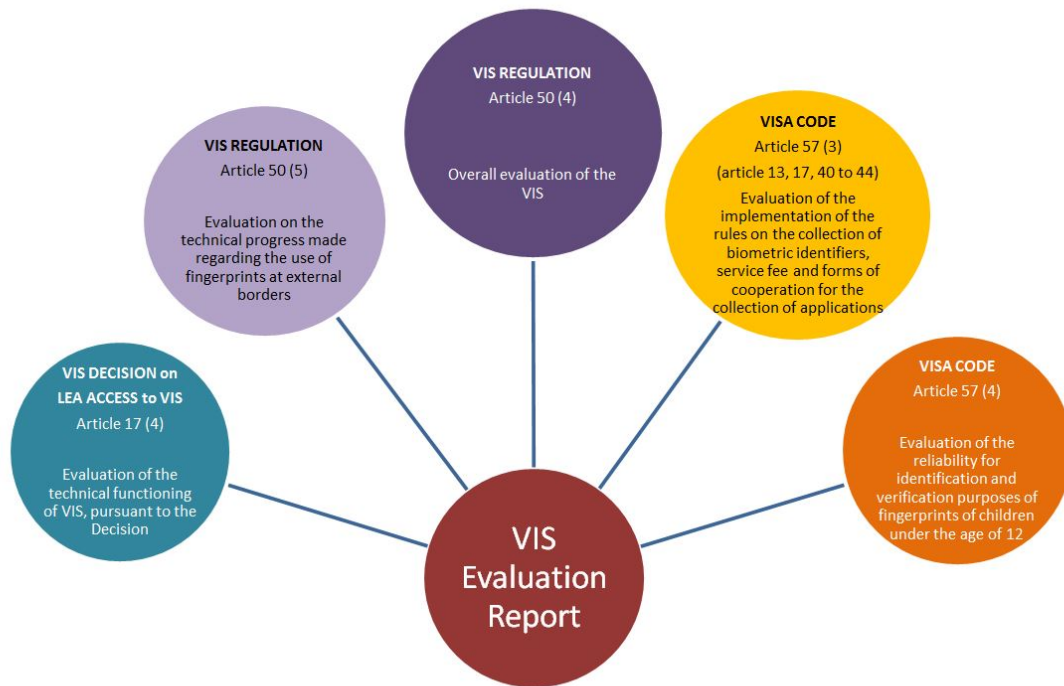 VIS DECISION on
LEA ACCESS to VIS
Article 17 (4)
Evaluation of the
technical functioning
of VIS, pursuant to the
Decision
VIS REGULATION
Article 50 (5)
Evaluation on the
technical progress made
regarding the use of
fingerprints at external
borders
VIS REGULATION
Article 50 (4)
Overall evaluation of the
VIS
VISA CODE
Article 57 (3)
(article 13, 17, 40 to 44)
Evaluation of the
implementation of the
rules on the collection of
biometric identifiers,
service fee and forms of
cooperation for the
collection of applications
VISA CODE
Article 57 (4)
Evaluation of the
reliability for
identification and
verification purposes of
fingerprints of children
under the age of 12
VIS
Evaluation
Report